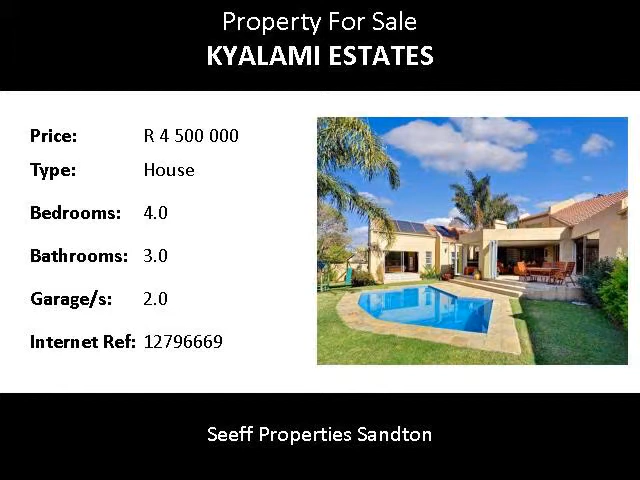 Property For Sale
KYALAMI ESTATES
Price: R 4 500 000
Type: House
Bedrooms: 4.0
Bathrooms: 3.0
Garage/s: 2.0
Internet Ref: 12796669
Seeff Properties Sandton